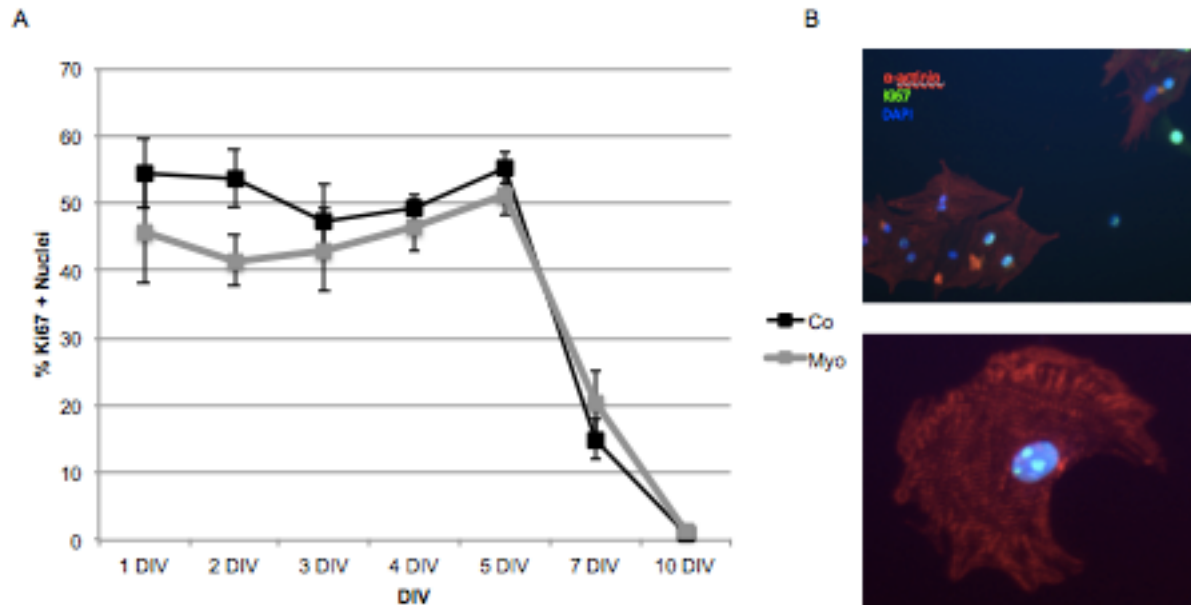 A
B
70
60
50
40
30
20
10
0
% Ki67 + Nuclei
1 DIV
2 DIV
3 DIV
4 DIV
5 DIV
7 DIV
10 DIV
DIV
Co
Myo
α-actinin
Ki67
DAPI